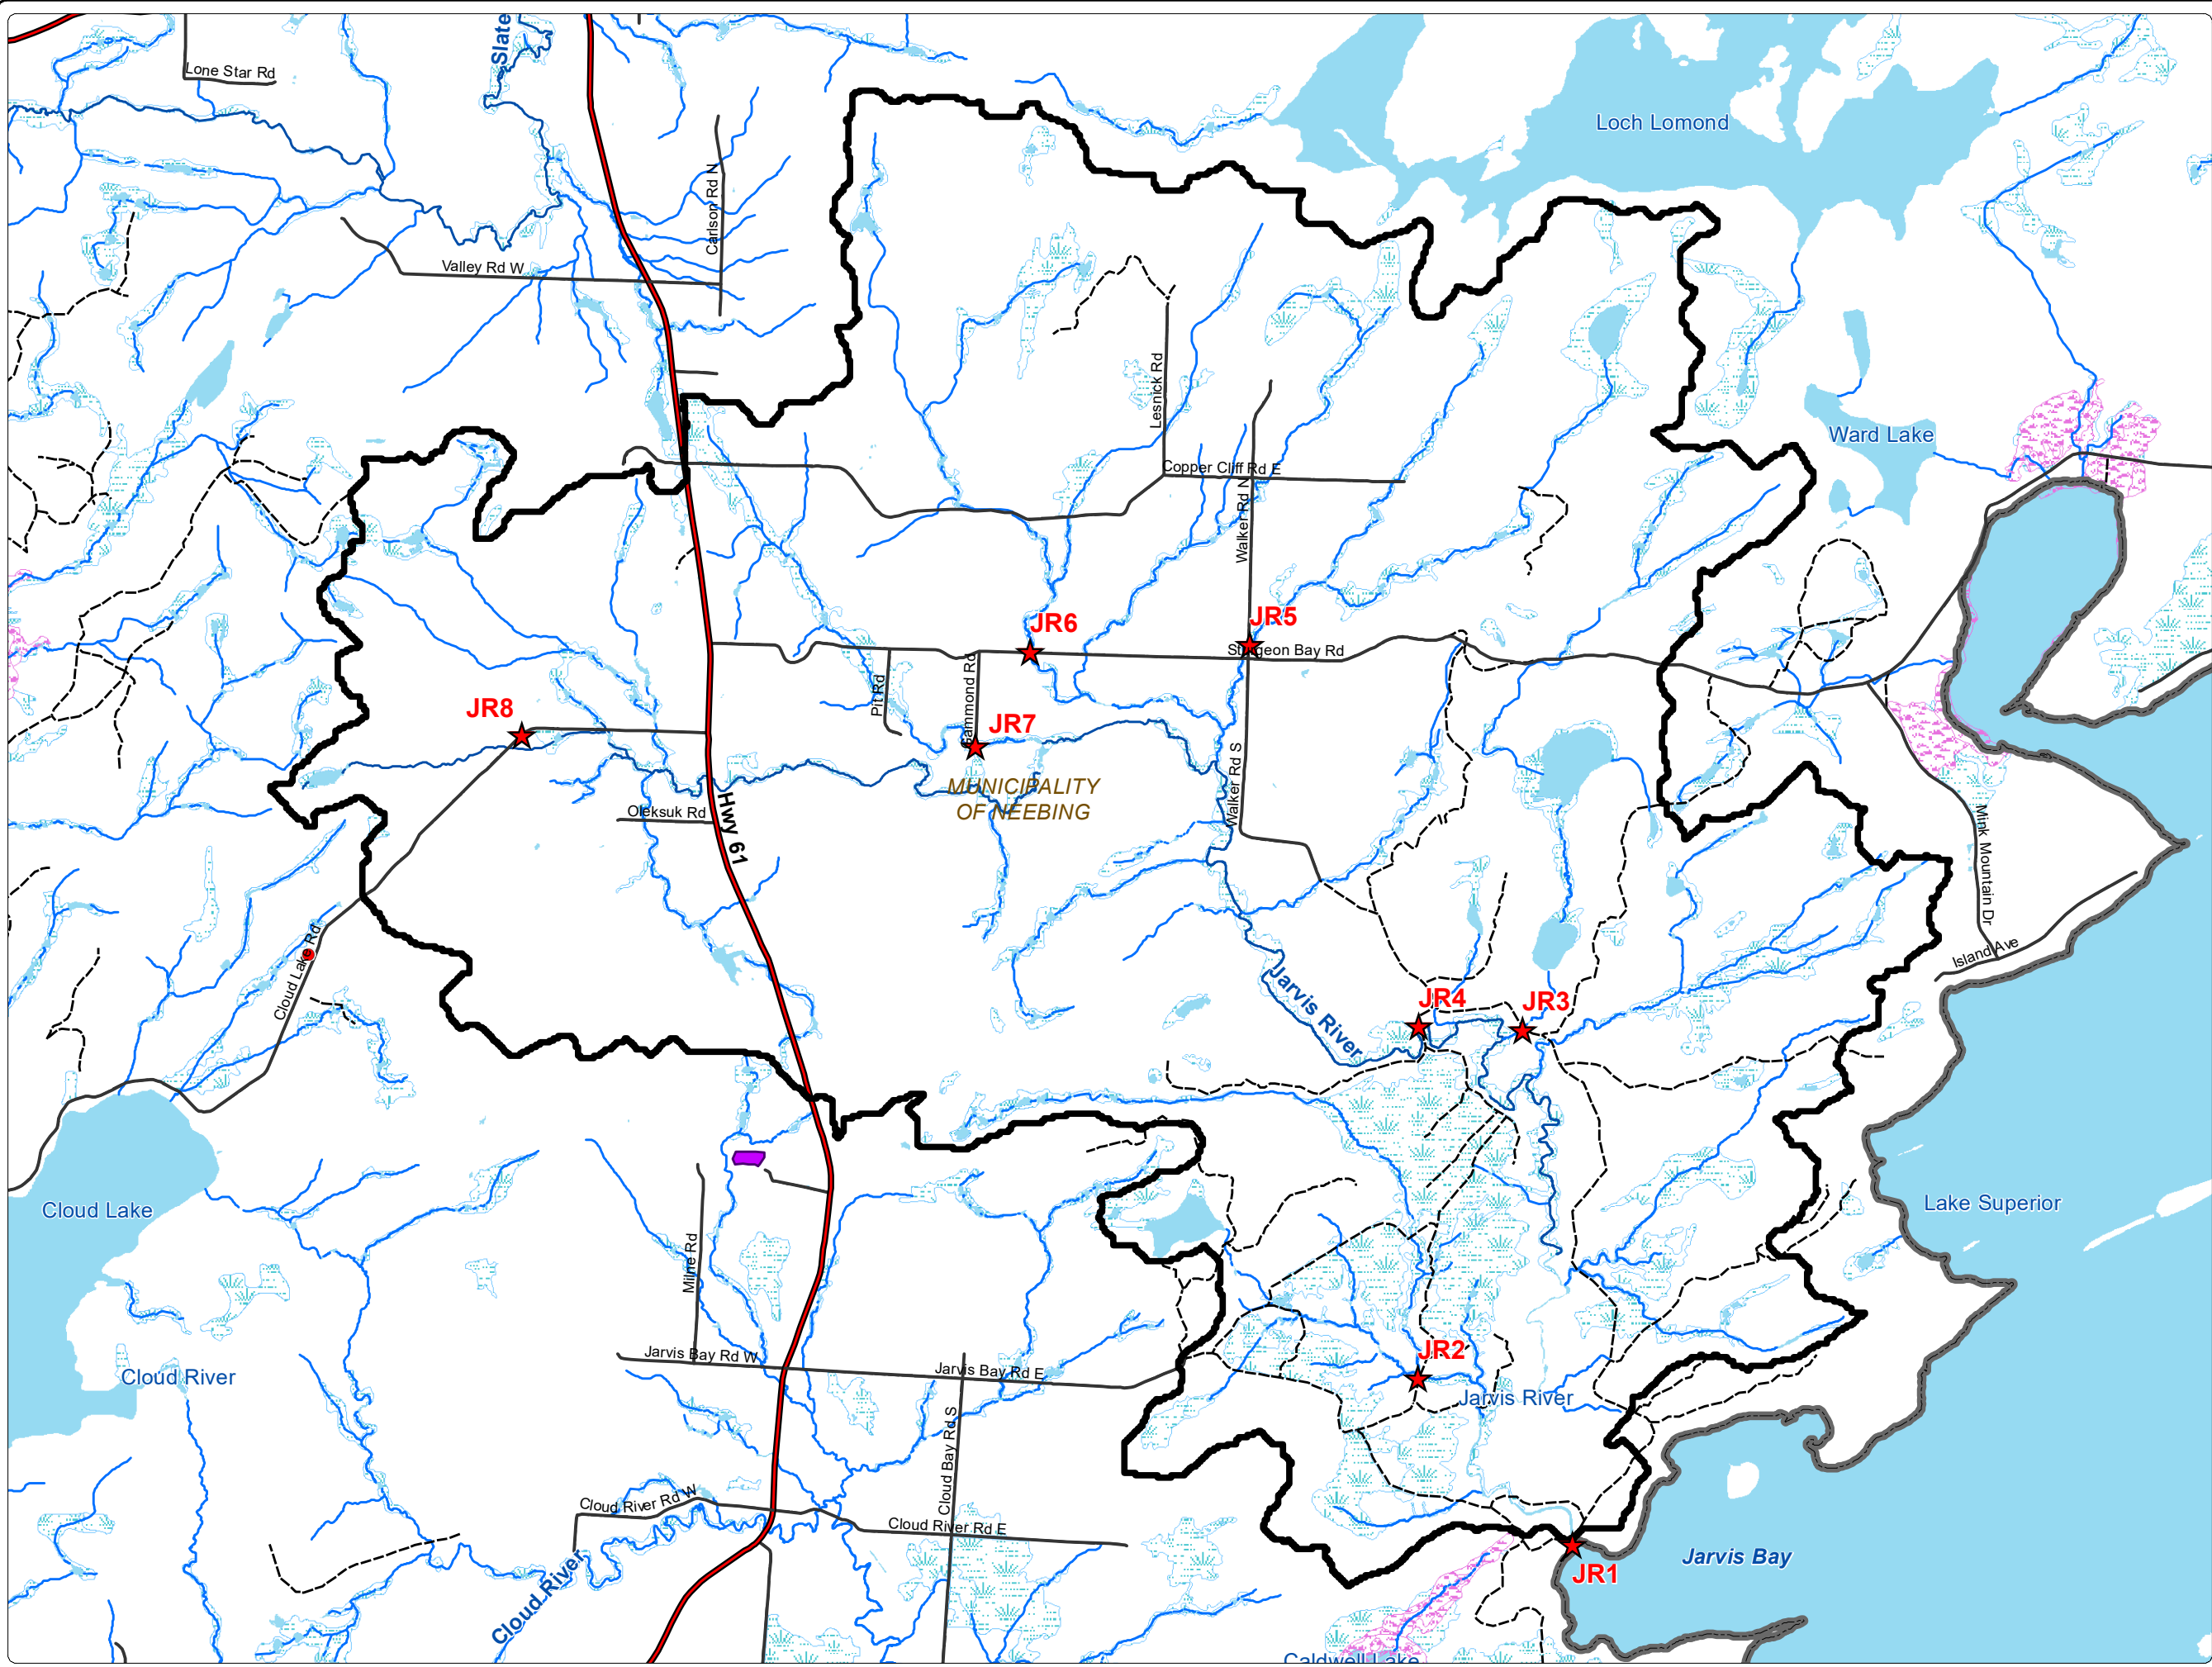 Slate
Lone Star Rd
Loch Lomond
Carlson Rd N
Valley Rd W
Lesnick Rd
Ward Lake
Copper Cliff Rd E
Walker Rd N
JR6
JR5
Sturgeon Bay Rd
Pit Rd
Gammond Rd
JR8
JR7
MUNICIPALITY
OF NEEBING
Walker Rd S
Oleksuk Rd
Hwy 61
Mink Mountain Dr
Island Ave
Cloud Lake Rd
Jarvis River
JR4
JR3
Cloud Lake
Lake Superior
Milne Rd
Jarvis Bay Rd W
Jarvis Bay Rd E
JR2
Jarvis River
Cloud River
Cloud Bay Rd S
Cloud River Rd W
Cloud River Rd E
Cloud River
Jarvis Bay
JR1
Caldwell Lake